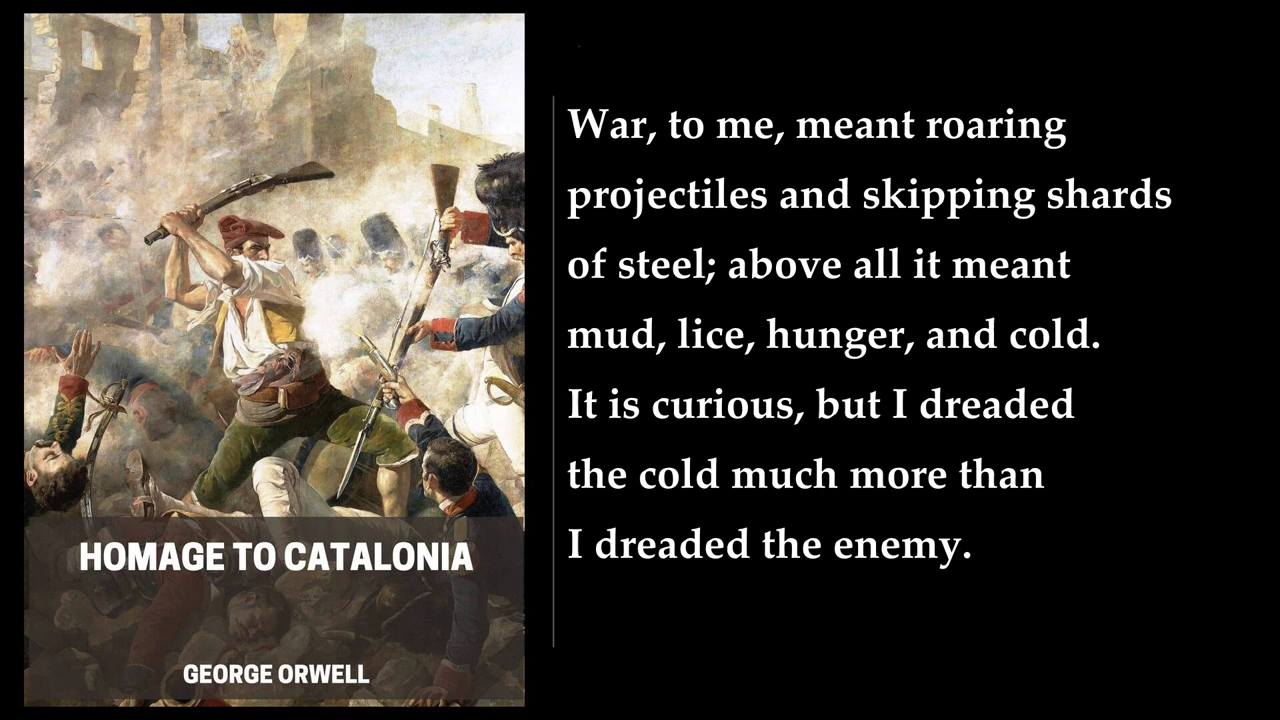 HOMAGE TO CATALONIA
GEORGE ORWELL
War, to me, meant roaring
projectiles and skipping shards
of steel; above all it meant
mud, lice, hunger, and cold.
It is curious, but I dreaded
the cold much more than
I dreaded the enemy.